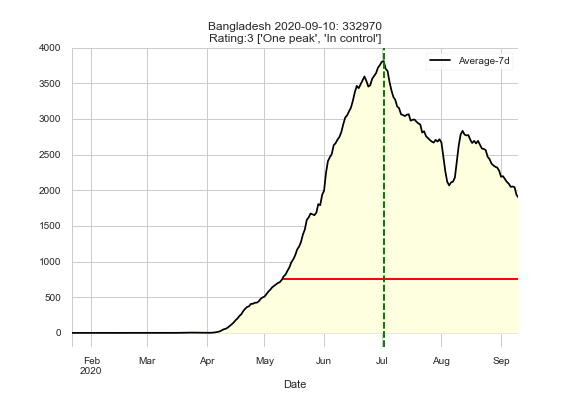 Bangladesh 2020-09-10: 332970
Rating:3 ['One peak', 'In control']
Average-7d
4000
3500
3000
2500
2000
1500
1000
500
0
Feb Mar Apr May Jun Jul Aug Sep
2020
Date